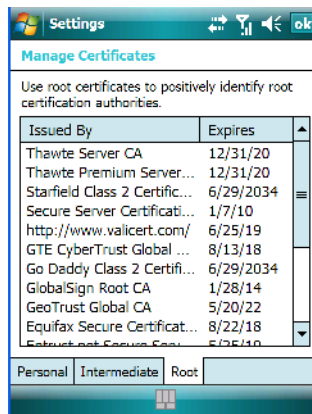 Settings
ok
Manage Certificates
Use root certificates to positively identify root
certification authorities.
Issued By Expires
Thawte Server CA 12/31/20
Thawte Premium Server... 12/31/20
Starfield Class 2 Certific... 6/29/2034
Secure Server Certificati... 1/7/10
http://www.valicert.com/ 6/25/19
GTE CyberTrust Global ... 8/13/18
Go Daddy Class 2 Certifi... 6/29/2034
GlobalSign Root CA 1/28/14
GeoTrust Global CA 5/20/22
Equifax Secure Certificat... 8/22/18
Personal Intermediate Root